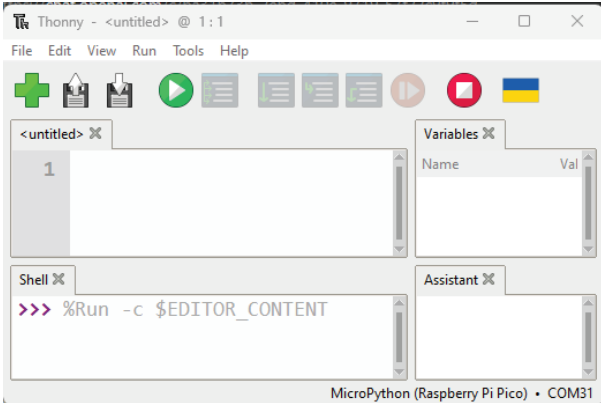 Thonny - <untitled> @ 1:1
File Edit View Run Tools Help
<untitled>
Variables
1
Name Val
Shell
Assistant
>>> %Run -c $EDITOR_CONTENT
MicroPython (Raspberry Pi Pico) • COM31